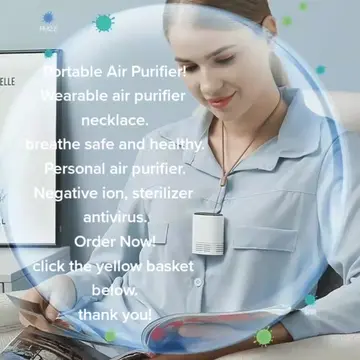 PM2.5
ELLE
Portable Air Purifier!
Wearable air purifier
necklace.
breathe safe and healthy.
Personal air purifier.
Negative ion, sterilizer
antivirus.
Order Now!
click the yellow basket
below.
thank you!